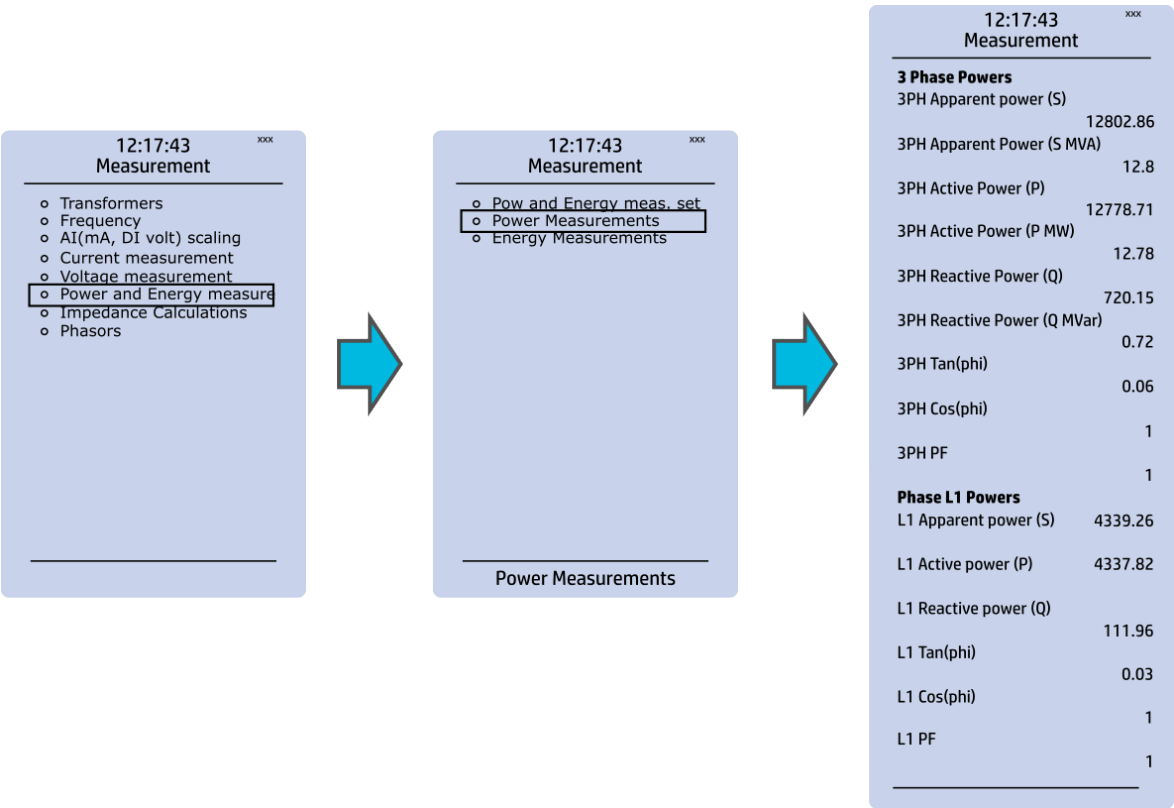 12:17:43
xxx
Measurement
Transformers
Frequency
AI(mA, DI volt) scaling
Current measurement
Voltage measurement
Power and Energy measure
Impedance Calculations
Phasors
12:17:43
xxx
Measurement
Pow and Energy meas. set
Power Measurements
Energy Measurements
Power Measurements
12:17:43
xxx
Measurement
3 Phase Powers
3PH Apparent power (S)
12802.86
3PH Apparent Power (S MVA)
12.8
3PH Active Power (P)
12778.71
3PH Active Power (P MW)
12.78
3PH Reactive Power (Q)
720.15
3PH Reactive Power (Q MVar)
0.72
3PH Tan(phi)
0.06
3PH Cos(phi)
1
3PH PF
1
Phase L1 Powers
L1 Apparent power (S) 4339.26
L1 Active power (P) 4337.82
L1 Reactive power (Q)
111.96
L1 Tan(phi)
0.03
L1 Cos(phi)
1
L1 PF
1